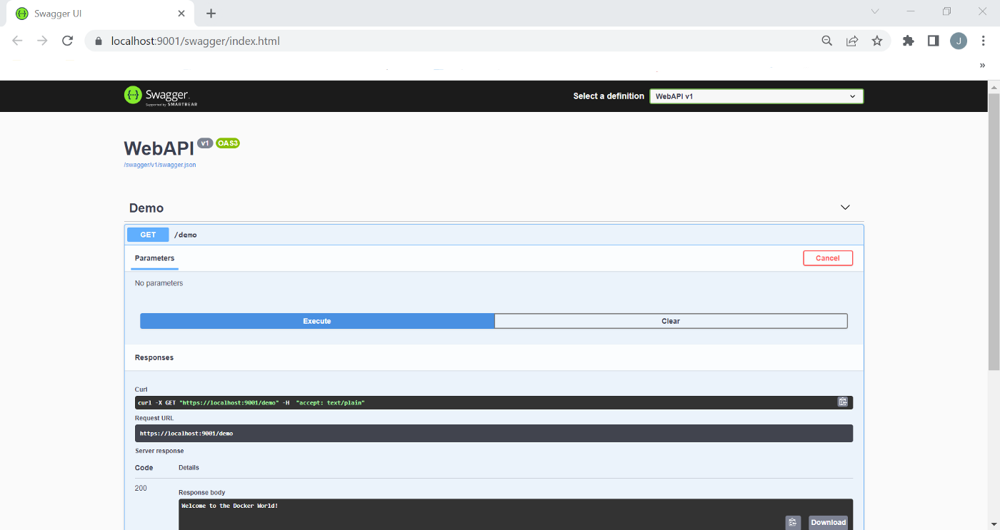 Swagger UI
localhost:9001/swagger/index.html
J
Swagger.
Supported by SMARTBEAR
Select a definition
WebAPI v1
WebAPI v1 OAS3
/swagger/v1/swagger.json
Demo
GET /demo
Parameters
Cancel
No parameters
Execute
Clear
Responses
Curl
curl -X GET "https://localhost:9001/demo" -H  "accept: text/plain"
Request URL
https://localhost:9001/demo
Server response
Code Details
200
Response body
Welcome to the Docker World!
Download